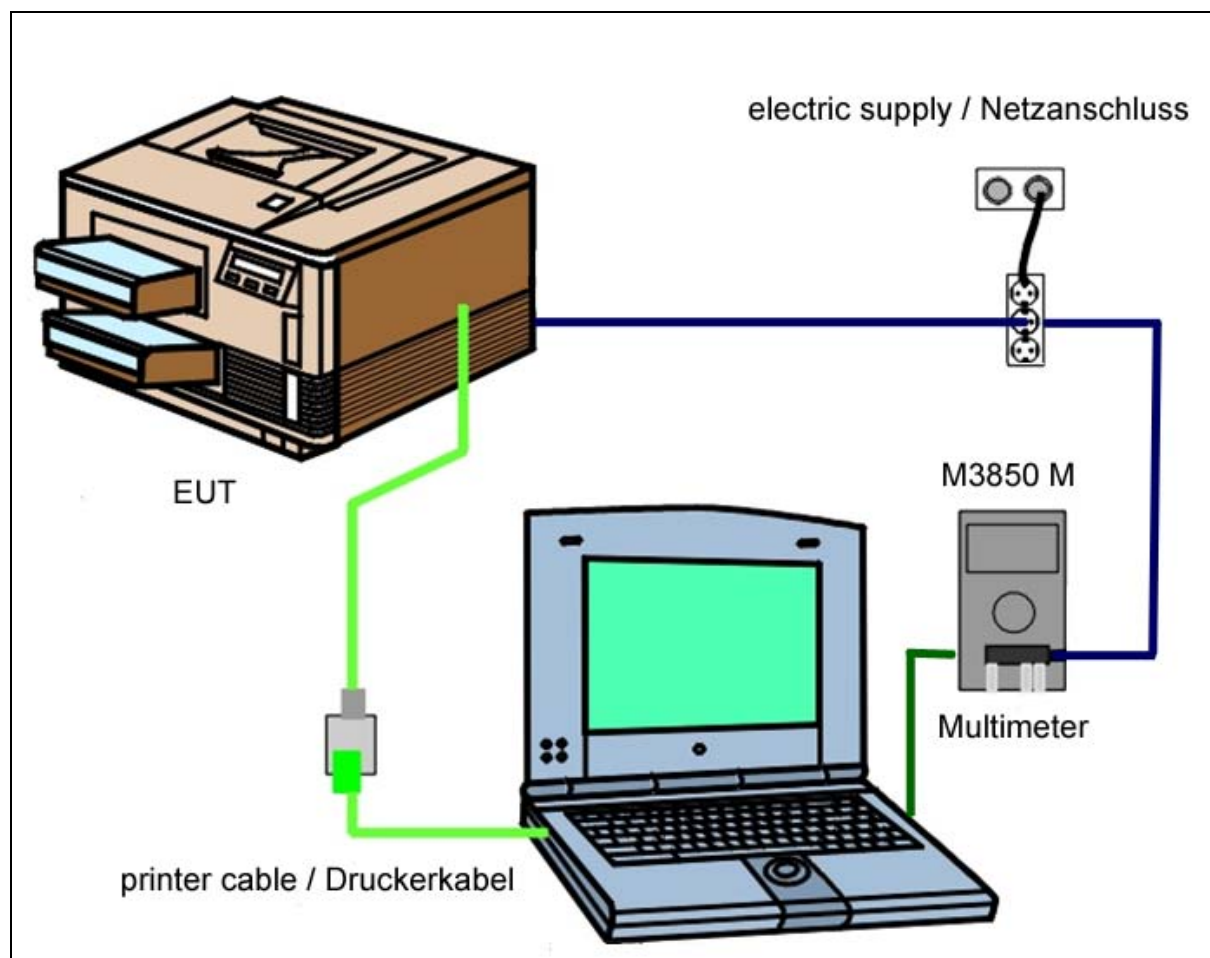 electric supply / Netzanschluss
EUT
M3850 M
Multimeter
printer cable / Druckerkabel